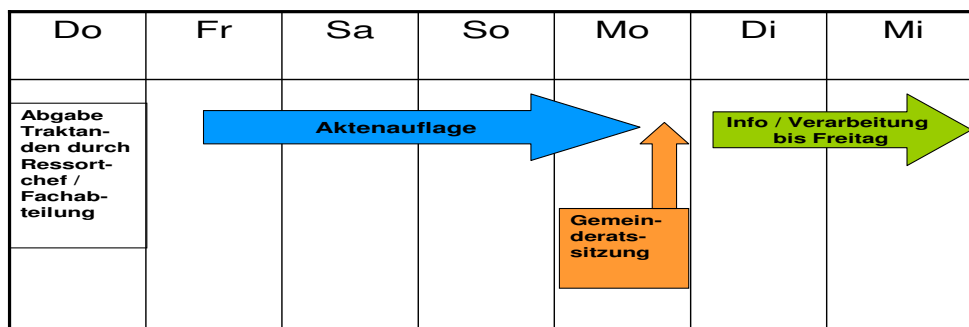 Do Fr Sa So Mo Di Mi
Abgabe
Traktan-
den durch
Ressort-
chef /
Fachab-
teilung
Aktenauflage
Gemein-
derats-
sitzung
Info / Verarbeitung
bis Freitag